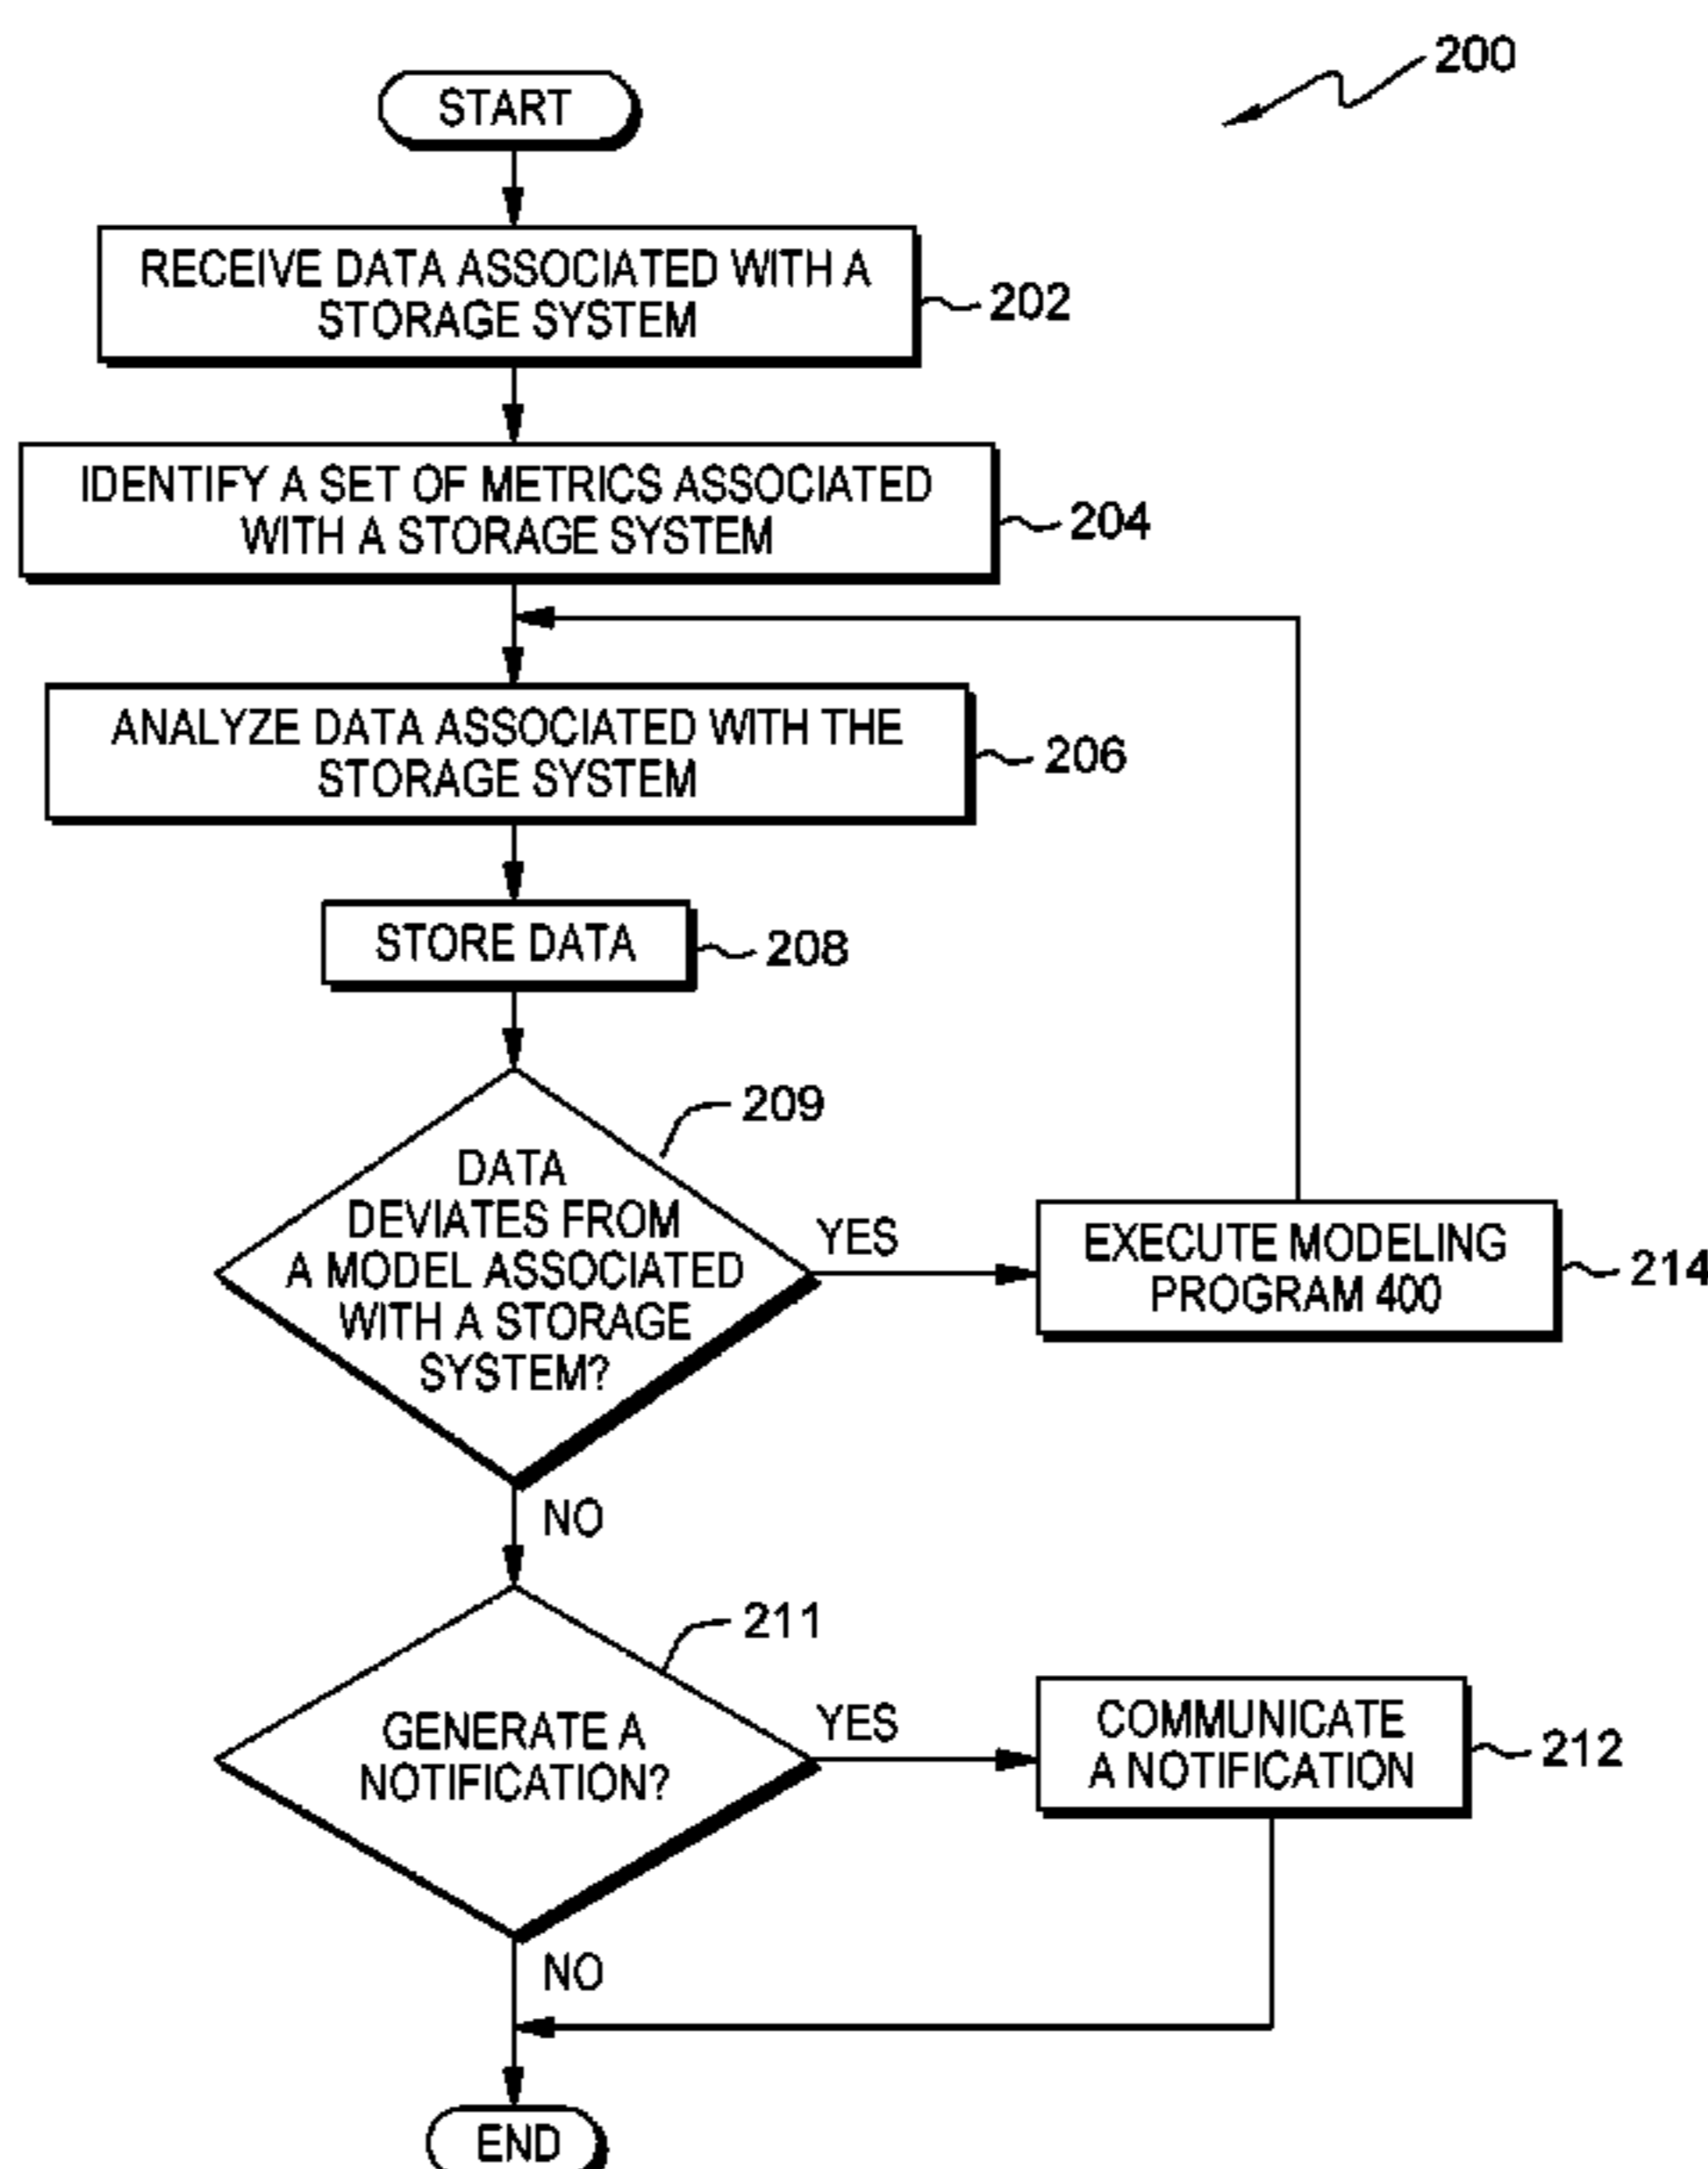 200
START
RECEIVE DATA ASSOCIATED WITH A
STORAGE SYSTEM
202
IDENTIFY A SET OF METRICS ASSOCIATED
WITH A STORAGE SYSTEM
204
ANALYZE DATA ASSOCIATED WITH THE
STORAGE SYSTEM
206
STORE DATA
208
209
DATA
DEVIATES FROM
A MODEL ASSOCIATED
WITH A STORAGE
SYSTEM?
YES
EXECUTE MODELING
PROGRAM 400
214
NO
211
GENERATE A
NOTIFICATION?
YES
COMMUNICATE
A NOTIFICATION
212
NO
END